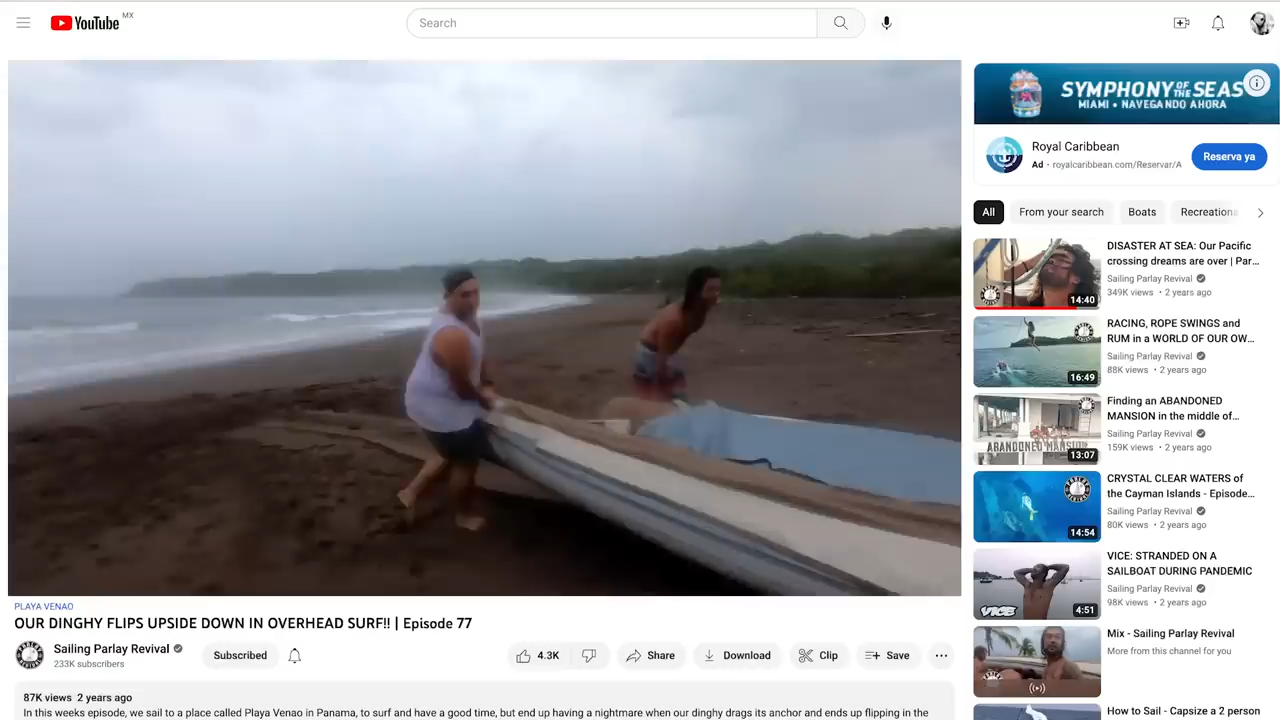 YouTube MX
Search
SYMPHONY OF THE SEAS
MIAMI • NAVEGANDO AHORA
Royal Caribbean
Ad • royalcaribbean.com/Reservar/A
Reserva ya
All
From your search
Boats
Recreationa
DISASTER AT SEA: Our Pacific
crossing dreams are over | Par...
Sailing Parlay Revival
349K views • 2 years ago
14:40
RACING, ROPE SWINGS and
RUM in a WORLD OF OUR OW...
Sailing Parlay Revival
88K views • 2 years ago
16:49
Finding an ABANDONED
MANSION in the middle of...
Sailing Parlay Revival
159K views • 2 years ago
ABANDONED MANSION
13:07
CRYSTAL CLEAR WATERS of
the Cayman Islands - Episode...
Sailing Parlay Revival
80K views • 2 years ago
14:54
VICE: STRANDED ON A
SAILBOAT DURING PANDEMIC
Sailing Parlay Revival
98K views • 2 years ago
VICE
4:51
Mix - Sailing Parlay Revival
More from this channel for you
How to Sail - Capsize a 2 person
PLAYA VENAO
OUR DINGHY FLIPS UPSIDE DOWN IN OVERHEAD SURF!! | Episode 77
Sailing Parlay Revival
233K subscribers
Subscribed
4.3K
Share
Download
Clip
Save
87K views 2 years ago
In this weeks episode, we sail to a place called Playa Venao in Panama, to surf and have a good time, but end up having a nightmare when our dinghy drags its anchor and ends up flipping in the